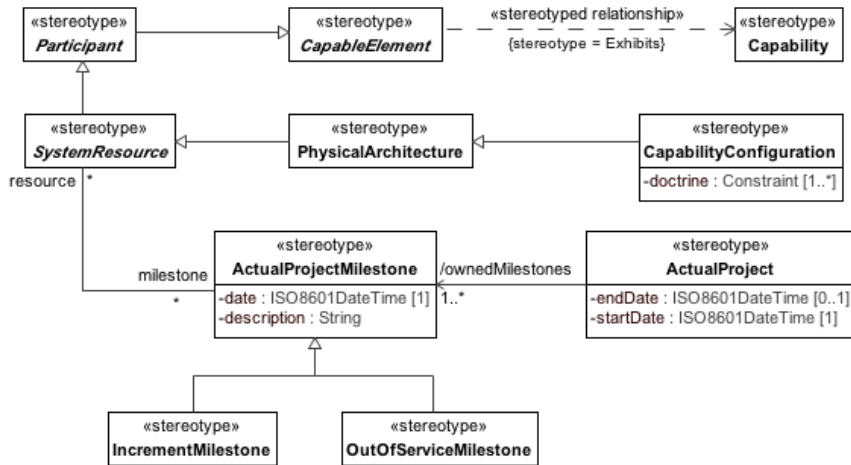 «stereotype»
Participant
«stereotype»
CapableElement
«stereotyped relationship»
{stereotype = Exhibits}
«stereotype»
Capability
«stereotype»
SystemResource
«stereotype»
PhysicalArchitecture
«stereotype»
CapabilityConfiguration
-doctrine : Constraint [1..*]
resource *
milestone
*
«stereotype»
ActualProjectMilestone
-date : ISO8601DateTime [1]
-description : String
/ownedMilestones
1..*
«stereotype»
ActualProject
-endDate : ISO8601DateTime [0..1]
-startDate : ISO8601DateTime [1]
«stereotype»
IncrementMilestone
«stereotype»
OutOfServiceMilestone